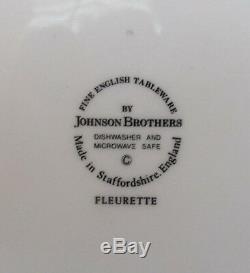 FINE ENGLISH TABLEWARE
BY
JOHNSON BROTHERS
DISHWASHER AND
MICROWAVE SAFE
©
Made in Staffordshire, England
FLEURETTE